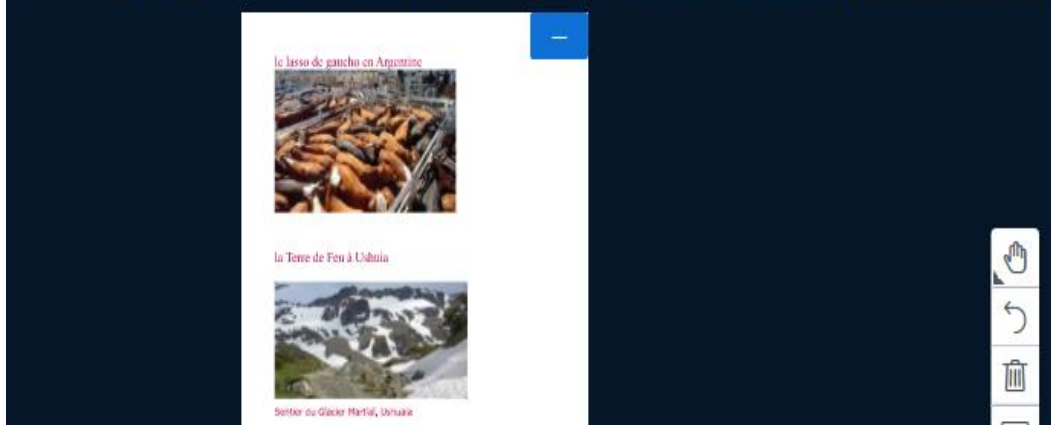 le lasso de gaucho en Argentine
la Terre de Feu à Ushuia
Sentier du Glacier Martial, Ushuaia